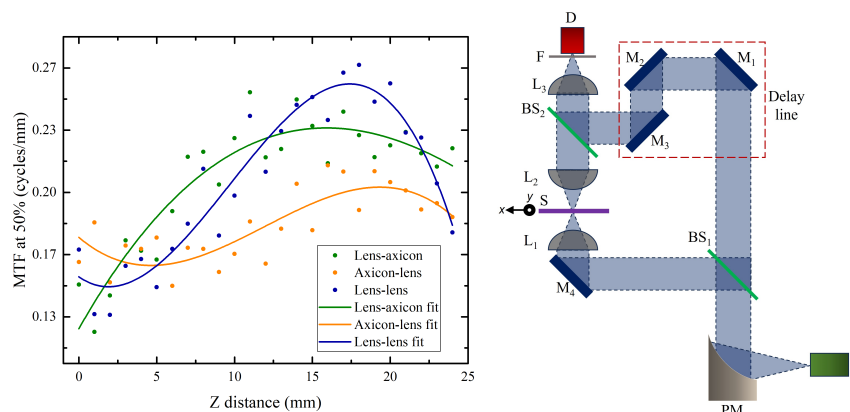 MTF at 50% (cycles/mm)
0.27
0.23
0.20
0.17
0.13
0
5
10
15
20
25
Z distance (mm)
Lens-axicon
Axicon-lens
Lens-lens
Lens-axicon fit
Axicon-lens fit
Lens-lens fit
D
F
L3
M2
M1
BS2
M3
Delay
line
L2
y
x
S
L1
M4
BS1
PM